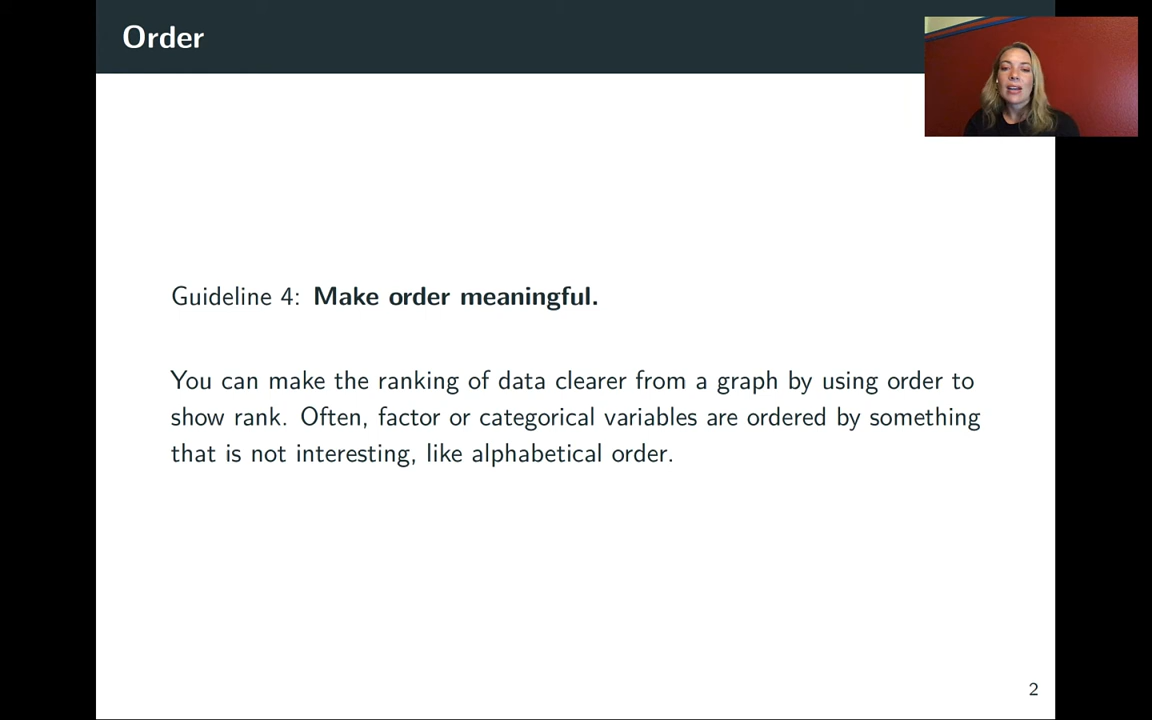 Order
Guideline 4: Make order meaningful.
You can make the ranking of data clearer from a graph by using order to
show rank. Often, factor or categorical variables are ordered by something
that is not interesting, like alphabetical order.
2